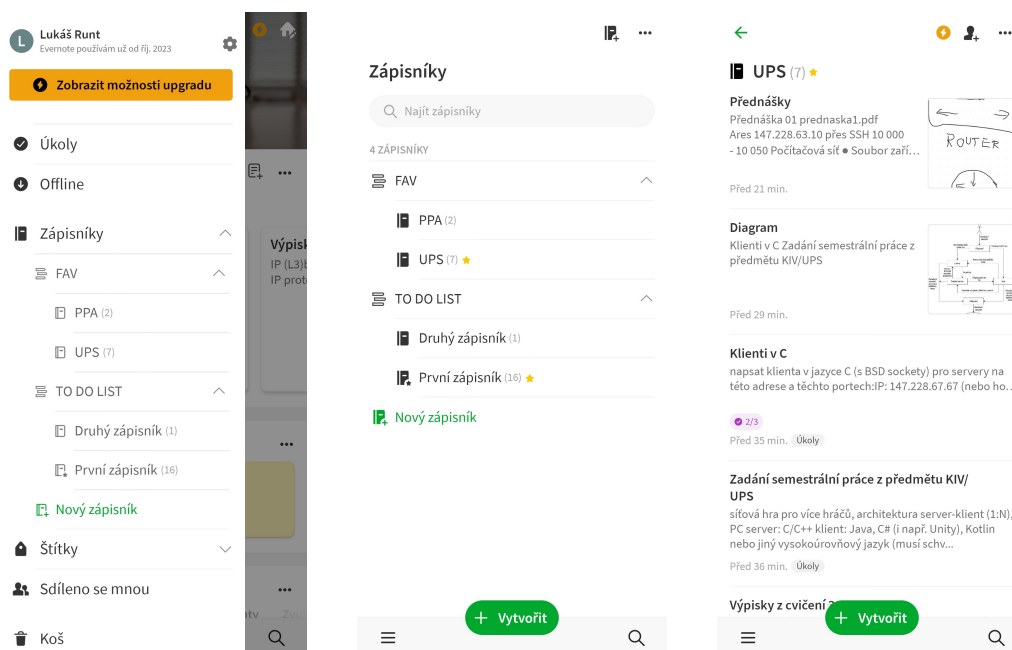 L
Lukáš Runt
Evernote používám už od říj. 2023
Zobrazit možnosti upgradu
Úkoly
Offline
Zápisníky
FAV
PPA (2)
UPS (7)
TO DO LIST
Druhý zápisník (1)
První zápisník (16)
Nový zápisník
Štítky
Sdíleno se mnou
Koš
Výpisk
IP (L3)
IP prot
Zápisníky
Najít zápisníky
4 ZÁPISNÍKY
FAV
PPA (2)
UPS (7)
TO DO LIST
Druhý zápisník (1)
První zápisník (16)
Nový zápisník
+ Vytvořit
UPS (7)
Přednášky
Přednáška 01 prednaska1.pdf
Ares 147.228.63.10 přes SSH 10 000
- 10 050 Počítačová síť ● Soubor zaří...
Před 21 min.
ROUTER
Diagram
Klienti v C Zadání semestrální práce z
předmětu KIV/UPS
Před 29 min.
Klienti v C
napsat klienta v jazyce C (s BSD sockety) pro servery na
této adrese a těchto portech:IP: 147.228.67.67 (nebo ho...
2/3
Před 35 min. Úkoly
Zadání semestrální práce z předmětu KIV/
UPS
síťová hra pro více hráčů, architektura server-klient (1:N),
PC server: C/C++ klient: Java, C# (i např. Unity), Kotlin
nebo jiný vysokoúrovňový jazyk (musí schv...
Před 36 min. Úkoly
Výpisky z cvičení
+ Vytvořit